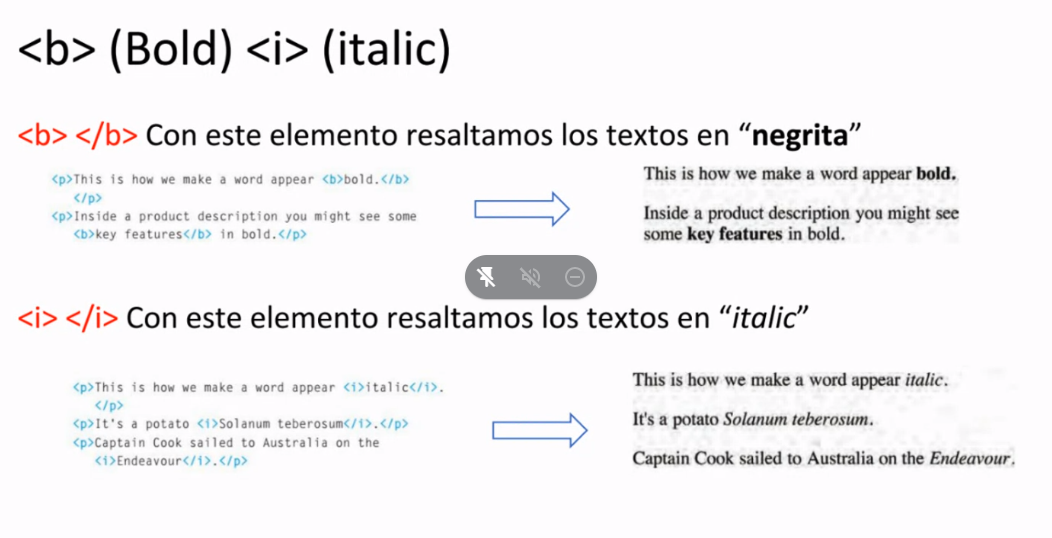 <b> (Bold) <i> (italic)
<b> </b> Con este elemento resaltamos los textos en “negrita”
<p>This is how we make a word appear <b>bold.</b>
</p>
<p>Inside a product description you might see some
<b>key features</b> in bold.</p>
This is how we make a word appear bold.
Inside a product description you might see
some key features in bold.
<i> </i> Con este elemento resaltamos los textos en “italic”
<p>This is how we make a word appear <i>italic</i>.
</p>
<p>It's a potato <i>Solanum teberosum</i>.</p>
<p>Captain Cook sailed to Australia on the
<i>Endeavour</i>.</p>
This is how we make a word appear italic.
It's a potato Solanum teberosum.
Captain Cook sailed to Australia on the Endeavour.